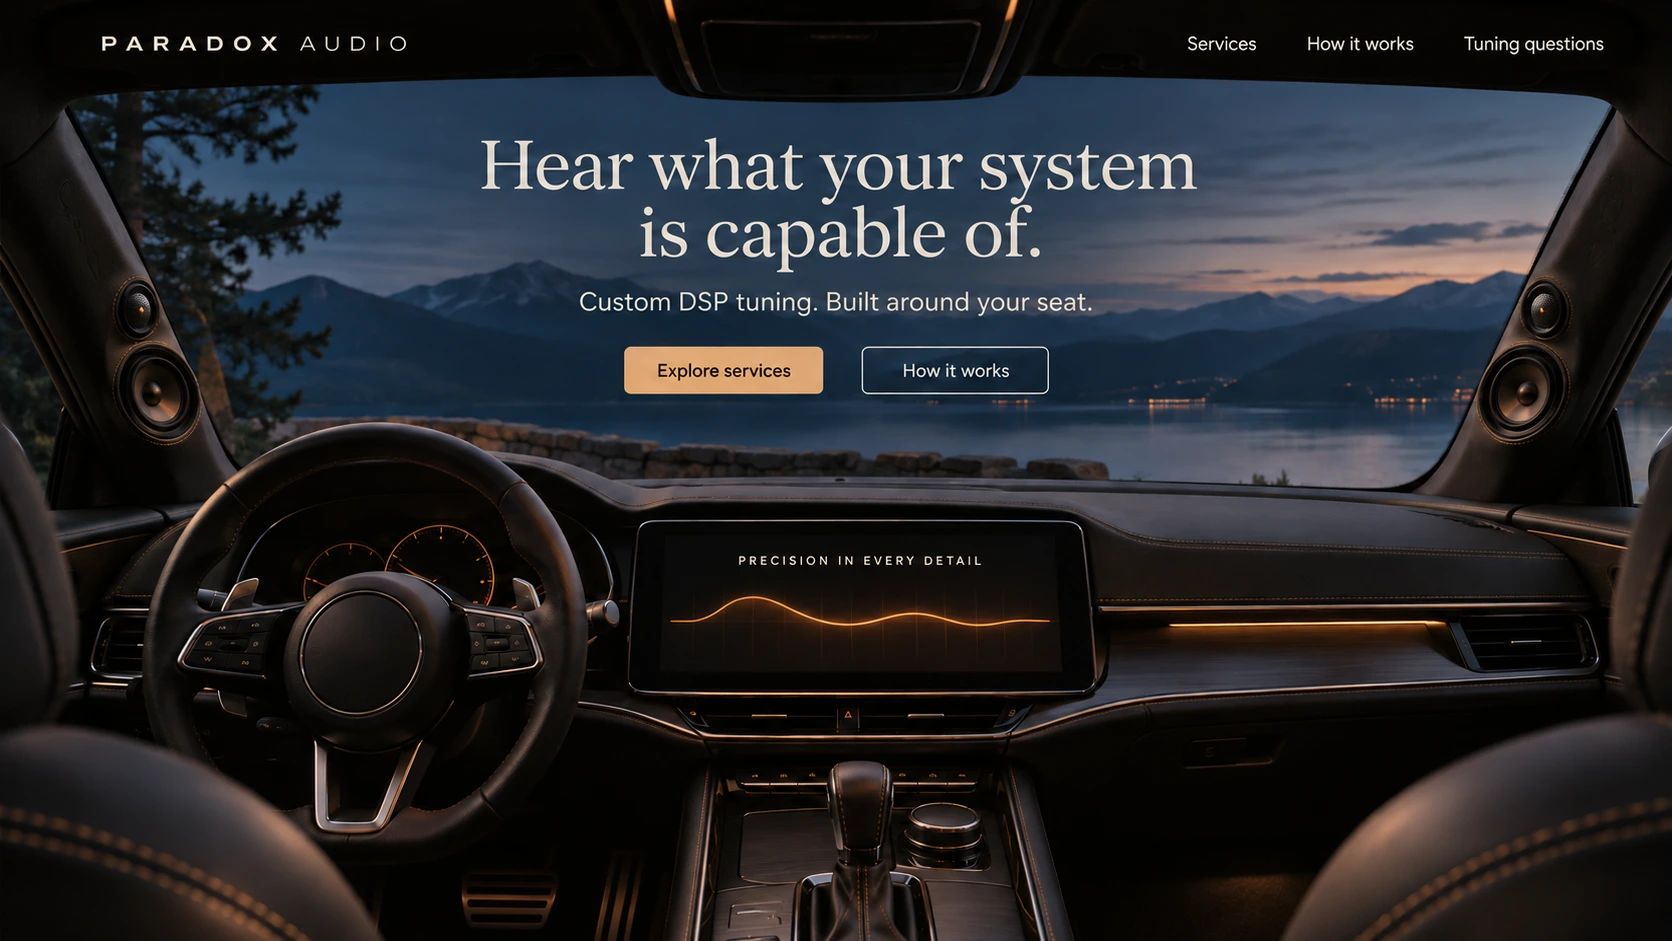 PARADOX AUDIO
Services
How it works
Tuning questions
Hear what your system
is capable of.
Custom DSP tuning. Built around your seat.
Explore services
How it works
PRECISION IN EVERY DETAIL